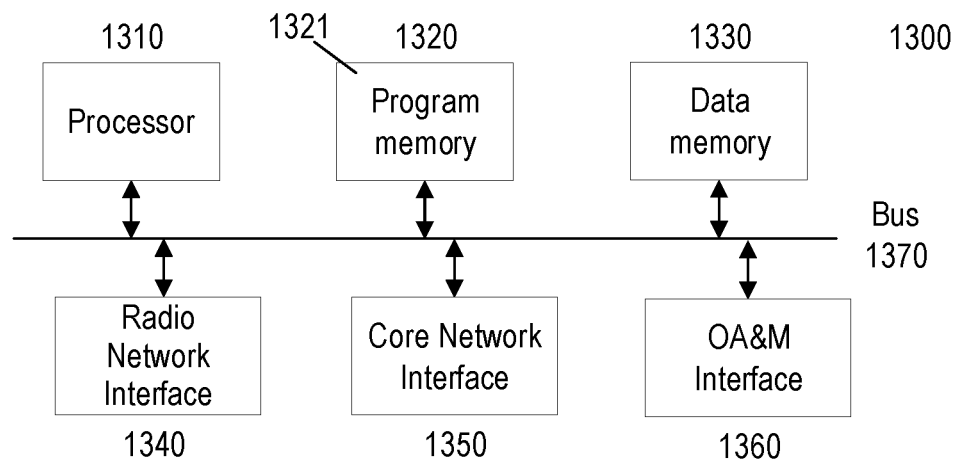 1310
1321
1320
1330
1300
Processor
Program
memory
Data
memory
Bus
1370
Radio
Network
Interface
Core Network
Interface
OA&M
Interface
1340
1350
1360